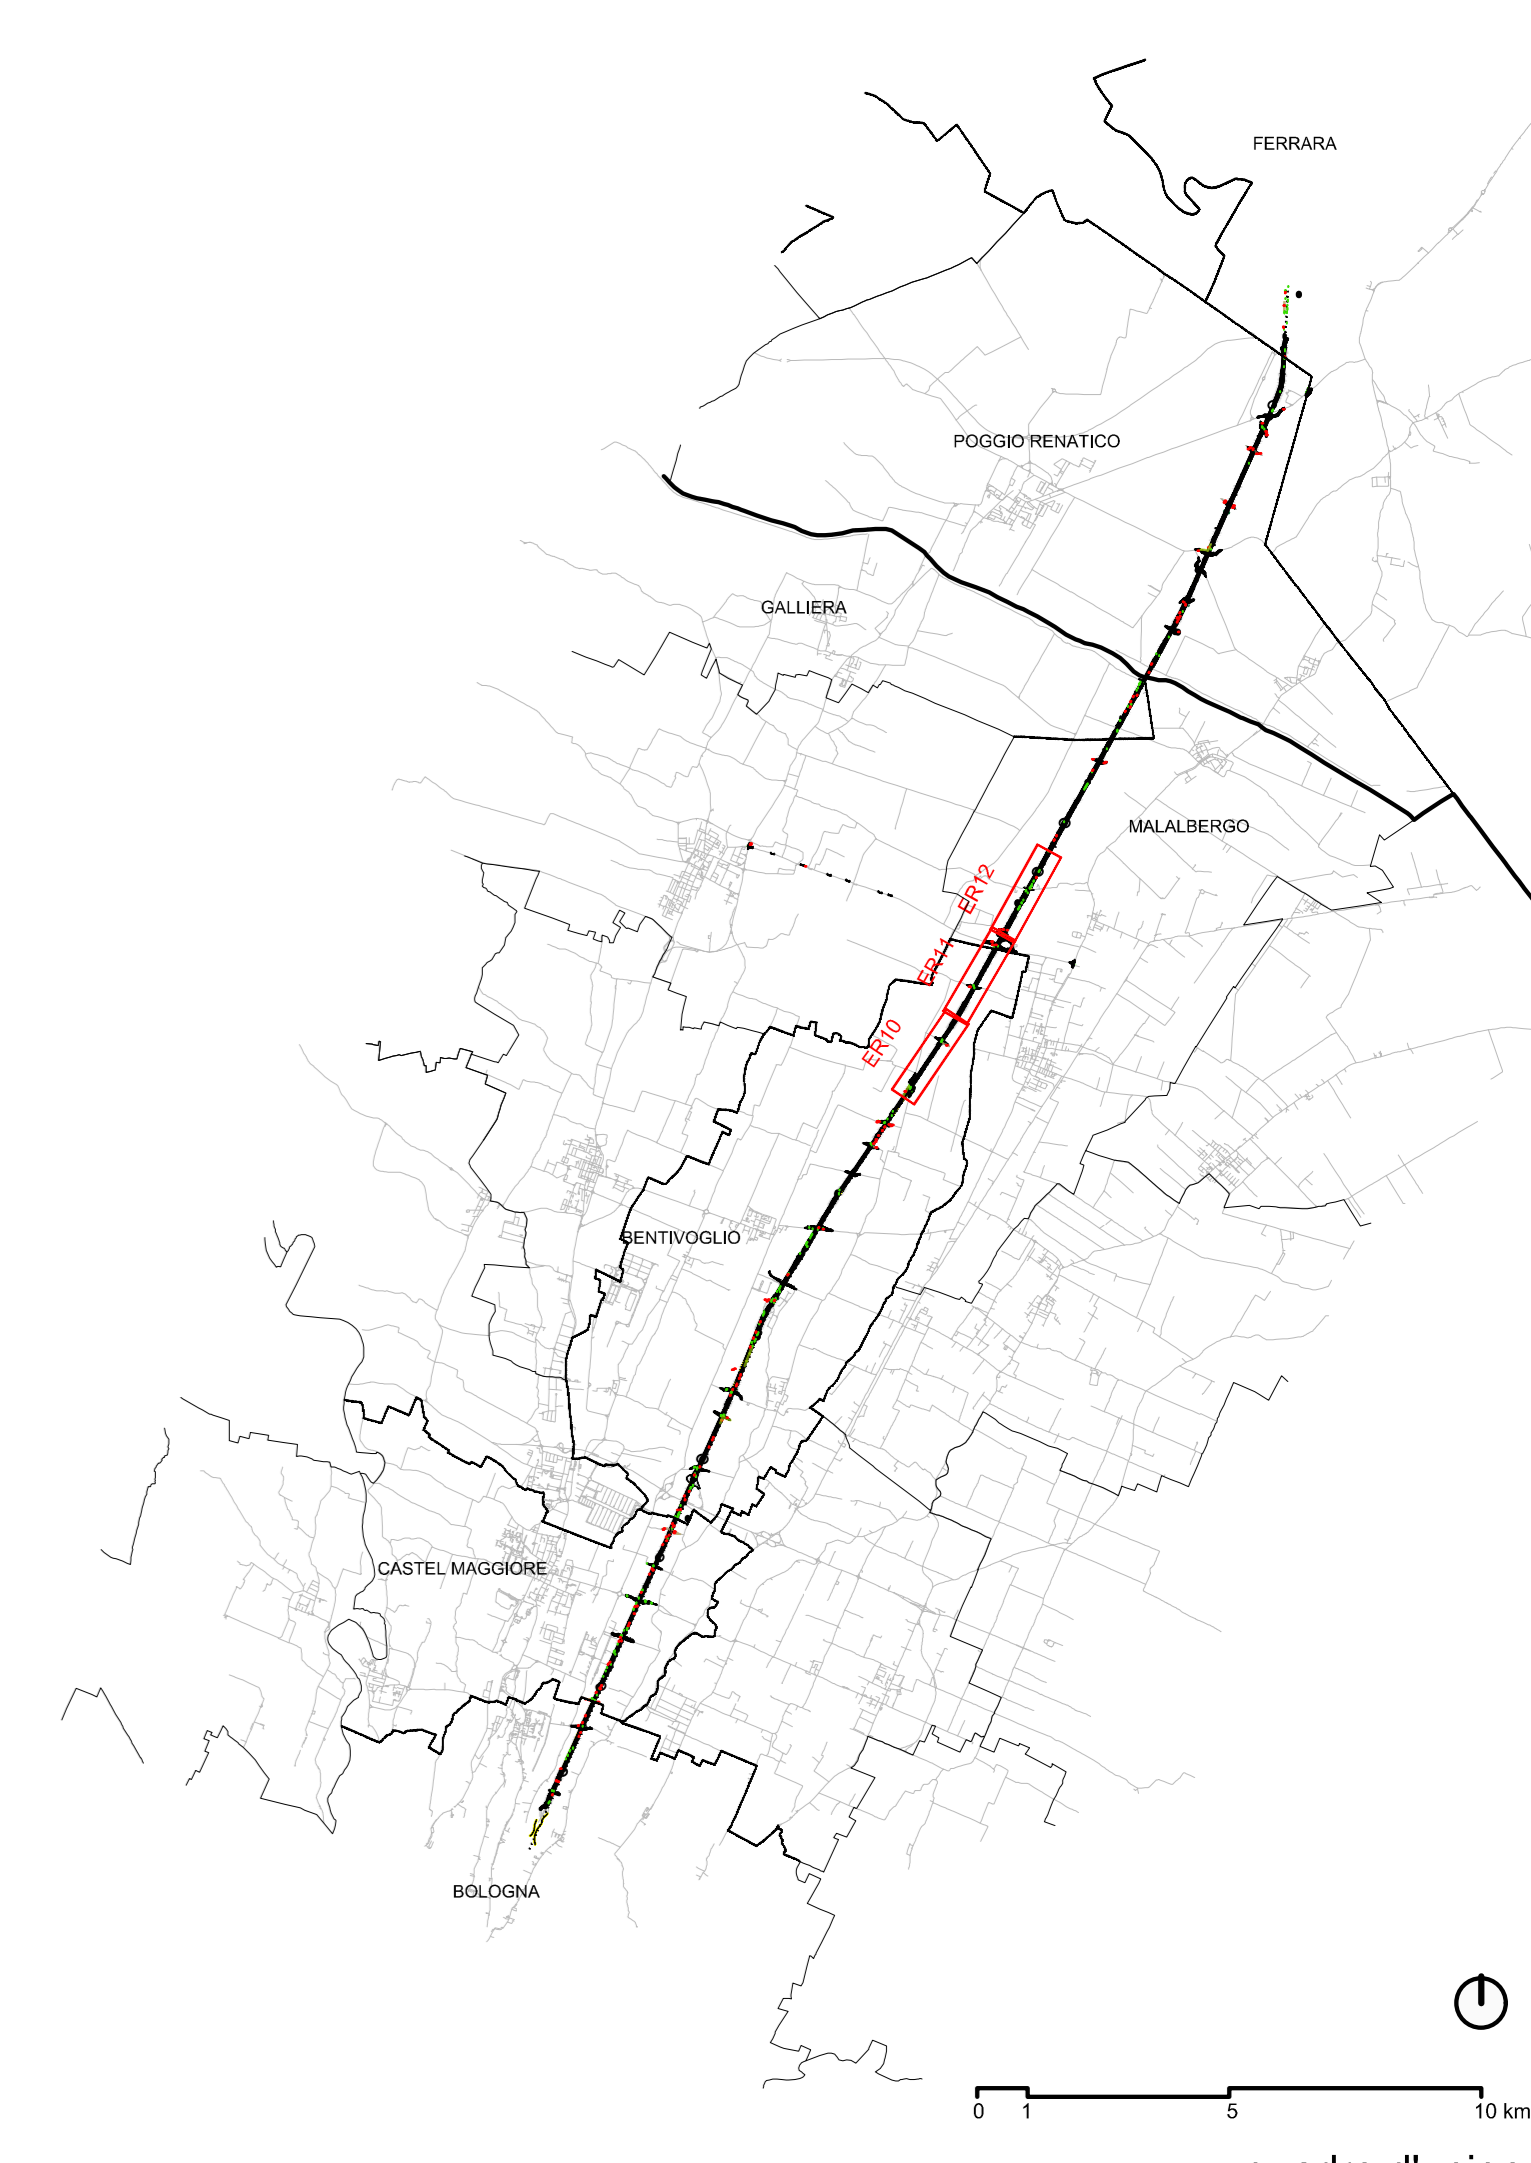 FERRARA
POGGIO RENATICO
GALLIERA
MALALBERGO
ER12
ER11
ER10
BENTIVOGLIO
CASTEL MAGGIORE
BOLOGNA
0 1 5 10 km